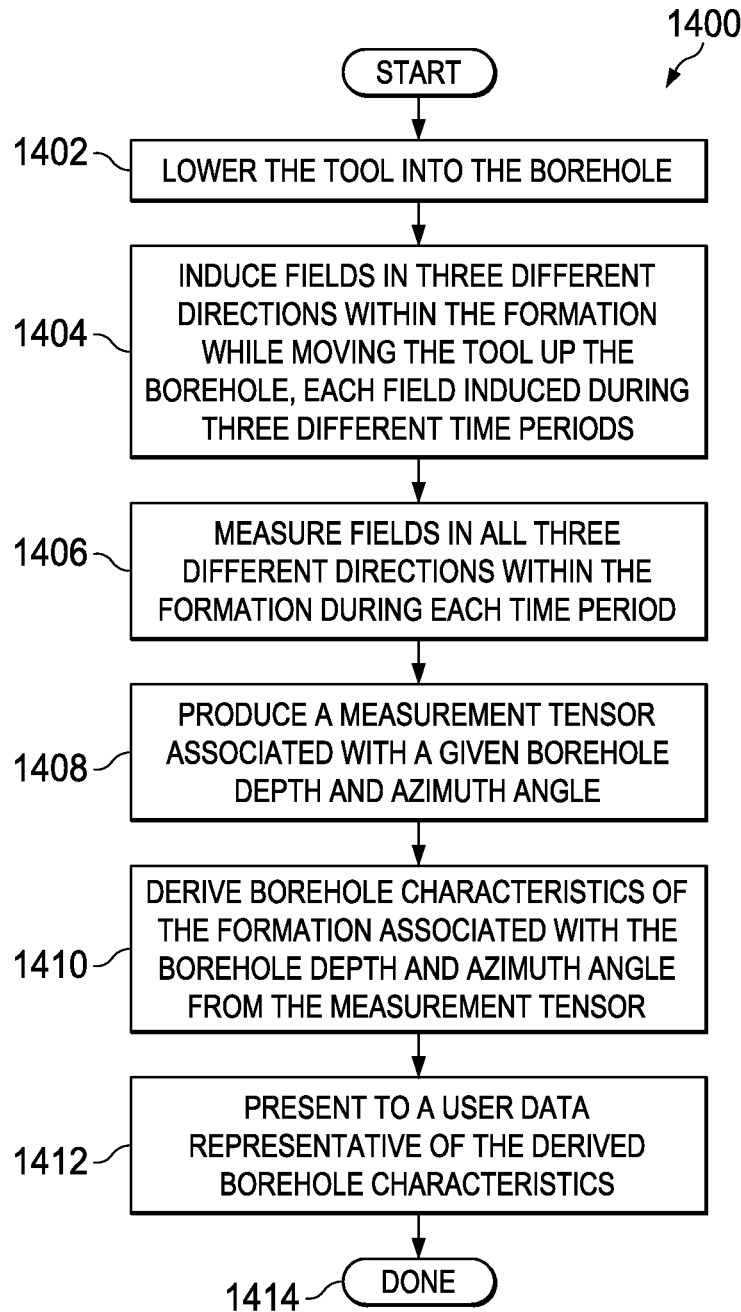 1400
START
1402
LOWER THE TOOL INTO THE BOREHOLE
1404
INDUCE FIELDS IN THREE DIFFERENT
DIRECTIONS WITHIN THE FORMATION
WHILE MOVING THE TOOL UP THE
BOREHOLE, EACH FIELD INDUCED DURING
THREE DIFFERENT TIME PERIODS
1406
MEASURE FIELDS IN ALL THREE
DIFFERENT DIRECTIONS WITHIN THE
FORMATION DURING EACH TIME PERIOD
1408
PRODUCE A MEASUREMENT TENSOR
ASSOCIATED WITH A GIVEN BOREHOLE
DEPTH AND AZIMUTH ANGLE
1410
DERIVE BOREHOLE CHARACTERISTICS OF
THE FORMATION ASSOCIATED WITH THE
BOREHOLE DEPTH AND AZIMUTH ANGLE
FROM THE MEASUREMENT TENSOR
1412
PRESENT TO A USER DATA
REPRESENTATIVE OF THE DERIVED
BOREHOLE CHARACTERISTICS
1414
DONE